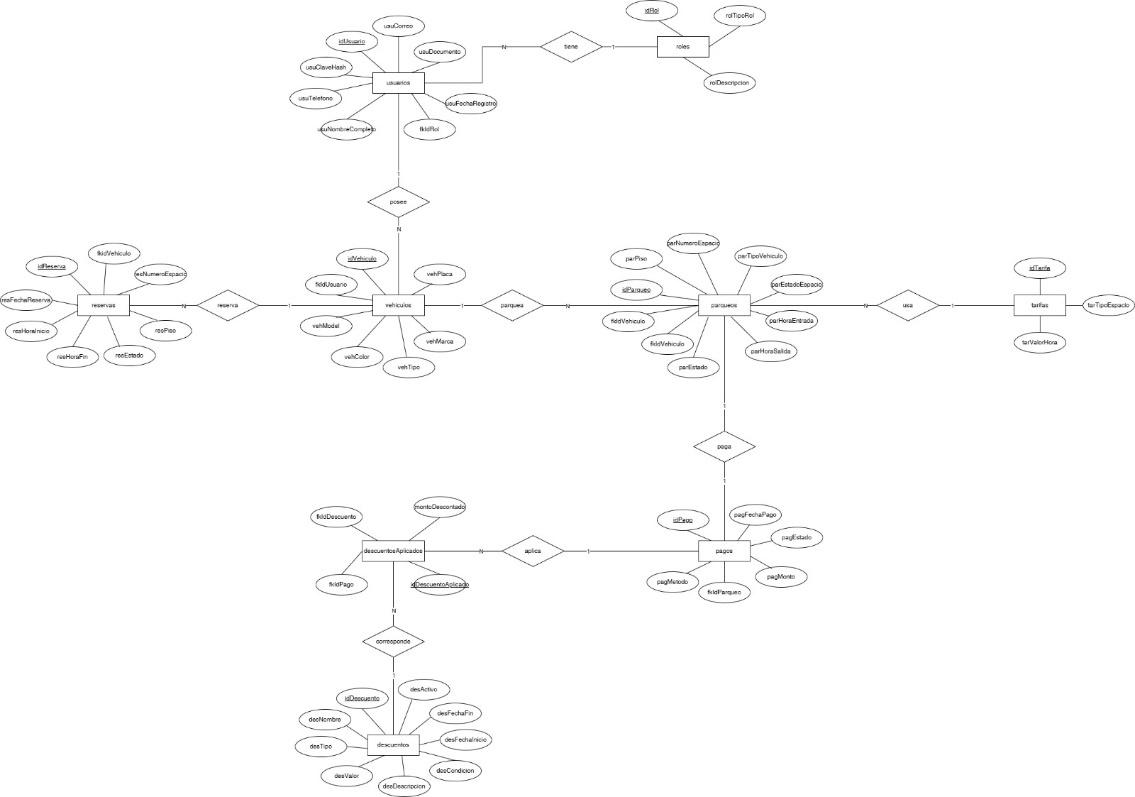 idRol
rolTipoRol
roles
rolDescripcion
tiene
N
1
usuCorreo
idUsuario
usuDocumento
usuClaveHash
usuarios
usuTelefono
usuFechaRegistro
usuNombreCompleto
fkIdRol
1
posee
N
fkIdVehiculo
idReserva
resNumeroEspacio
resFechaReserva
reservas
resHoraInicio
resPiso
resHoraFin
resEstado
N
reserva
1
idVehiculo
vehPlaca
fkIdUsuario
vehiculos
vehModel
vehMarca
vehColor
vehTipo
1
parquea
N
parNumeroEspacio
parPiso
parTipoVehiculo
idParqueo
parEstadoEspacio
parqueos
fkIdVehiculo
parHoraEntrada
fkIdVehiculo
parHoraSalida
parEstado
N
usa
1
idTarifa
tarifas
tarTipoEspacio
tarValorHora
1
paga
1
idPago
pagFechaPago
pagEstado
pagos
pagMetodo
pagMonto
fkIdParqueo
fkIdDescuento
montoDescontado
descuentosAplicados
fkIdPago
idDescuentoAplicado
N
aplica
1
N
corresponde
1
idDescuento
desActivo
desNombre
desFechaFin
desTipo
descuentos
desFechaInicio
desValor
desCondicion
desDescripcion